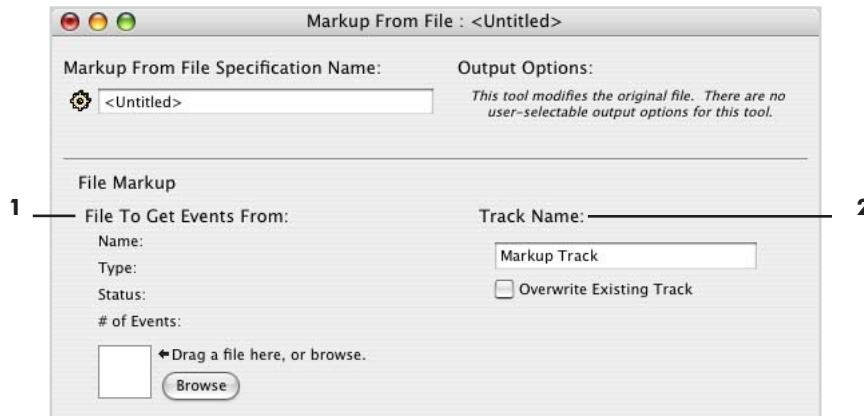 Markup From File : <Untitled>
Markup From File Specification Name:
<Untitled>
Output Options:
This tool modifies the original file. There are no
user-selectable output options for this tool.
File Markup
1
File To Get Events From:
Name:
Type:
Status:
# of Events:
Drag a file here, or browse.
Browse
Track Name:
2
Markup Track
Overwrite Existing Track